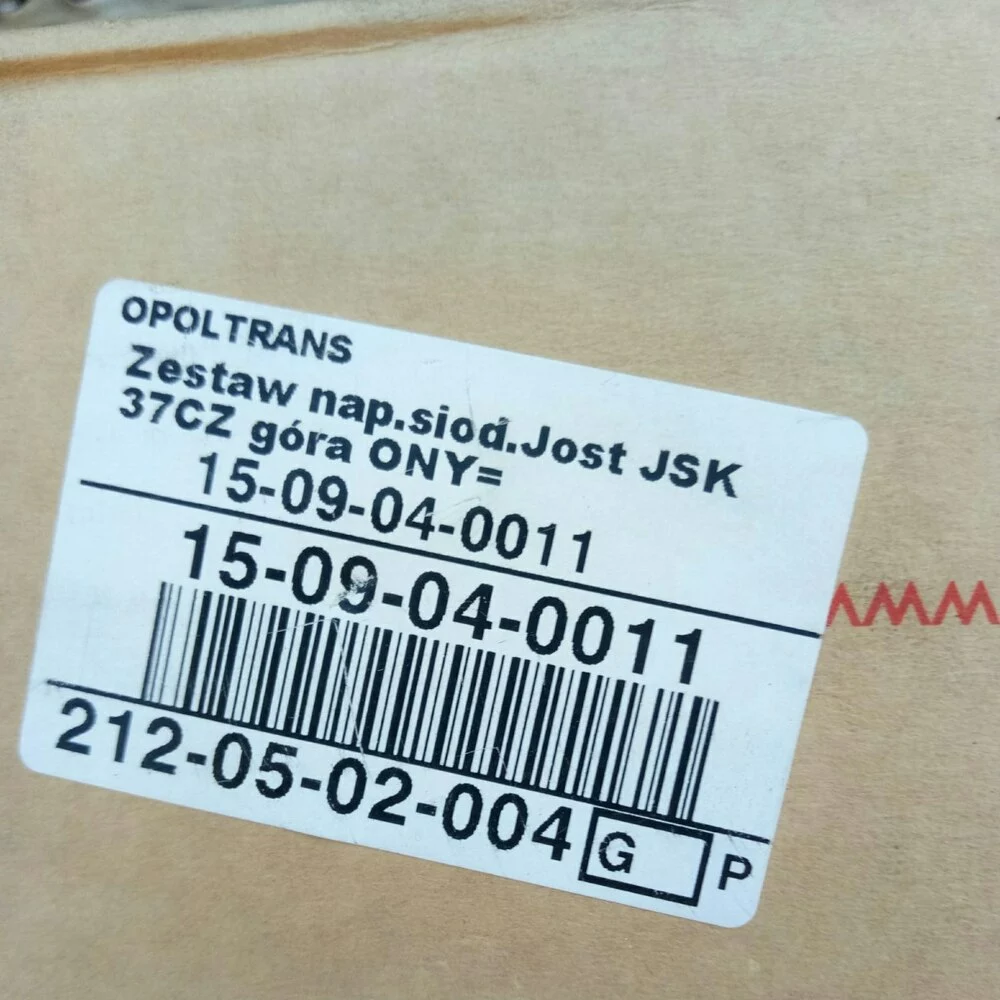 OPOLTRANS
Zestaw nap.siod.Jost JSK
37CZ góra ONY=
15-09-04-0011
15-09-04-0011
212-05-02-004 G P